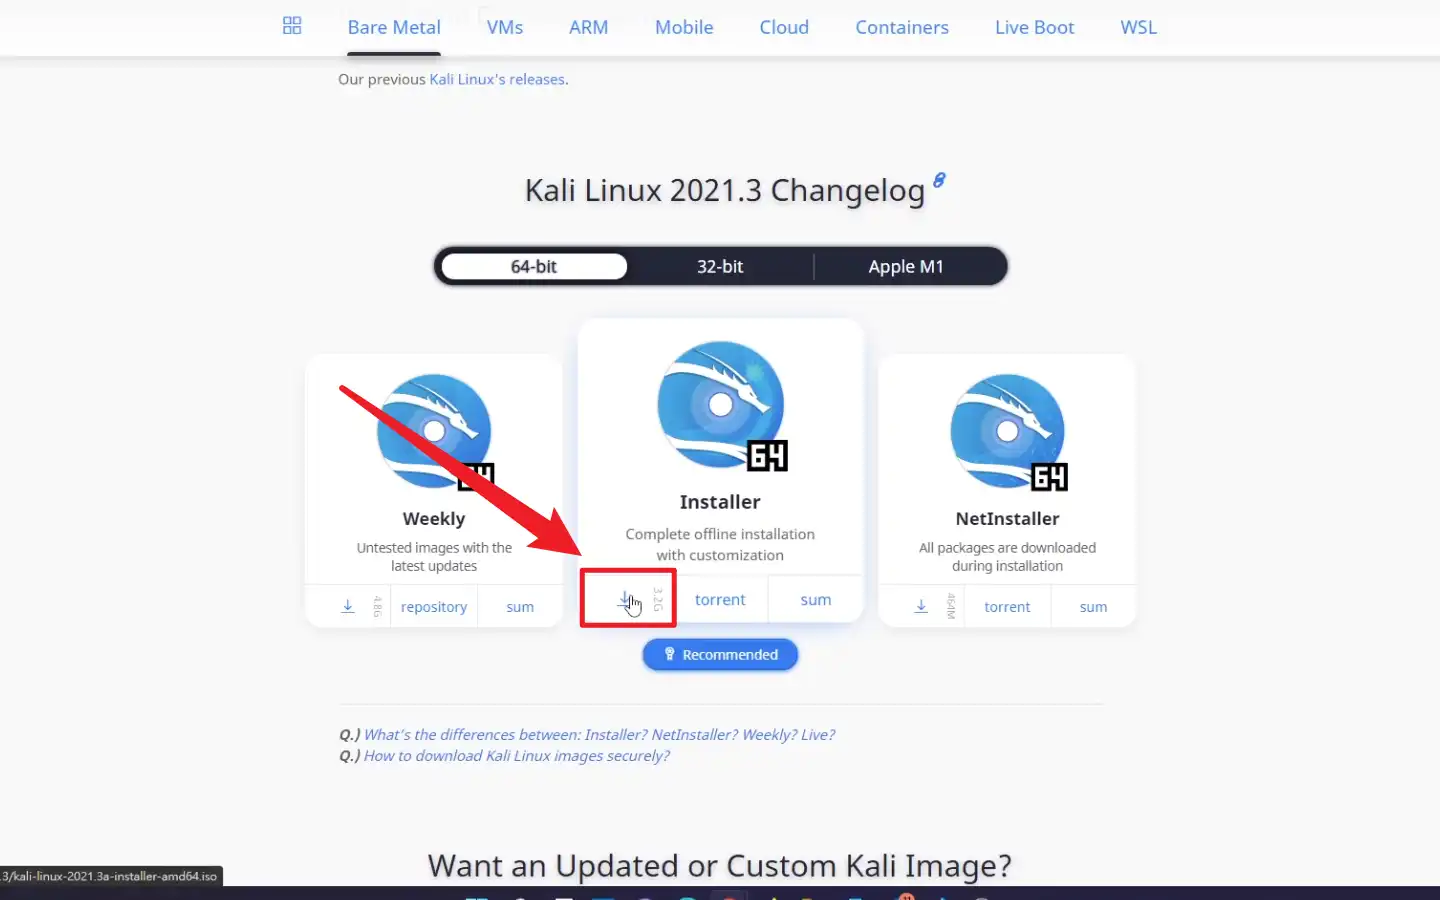 Bare Metal VMs ARM Mobile Cloud Containers Live Boot WSL
Our previous Kali Linux's releases.
Kali Linux 2021.3 Changelog
64-bit 32-bit Apple M1
64
Installer
Complete offline installation
with customization
3.2G torrent sum
Recommended
Weekly
Untested images with the
latest updates
4.8G repository sum
64
NetInstaller
All packages are downloaded
during installation
464M torrent sum
Q.) What's the differences between: Installer? NetInstaller? Weekly? Live?
Q.) How to download Kali Linux images securely?
Want an Updated or Custom Kali Image?
.3/kali-linux-2021.3a-installer-amd64.iso